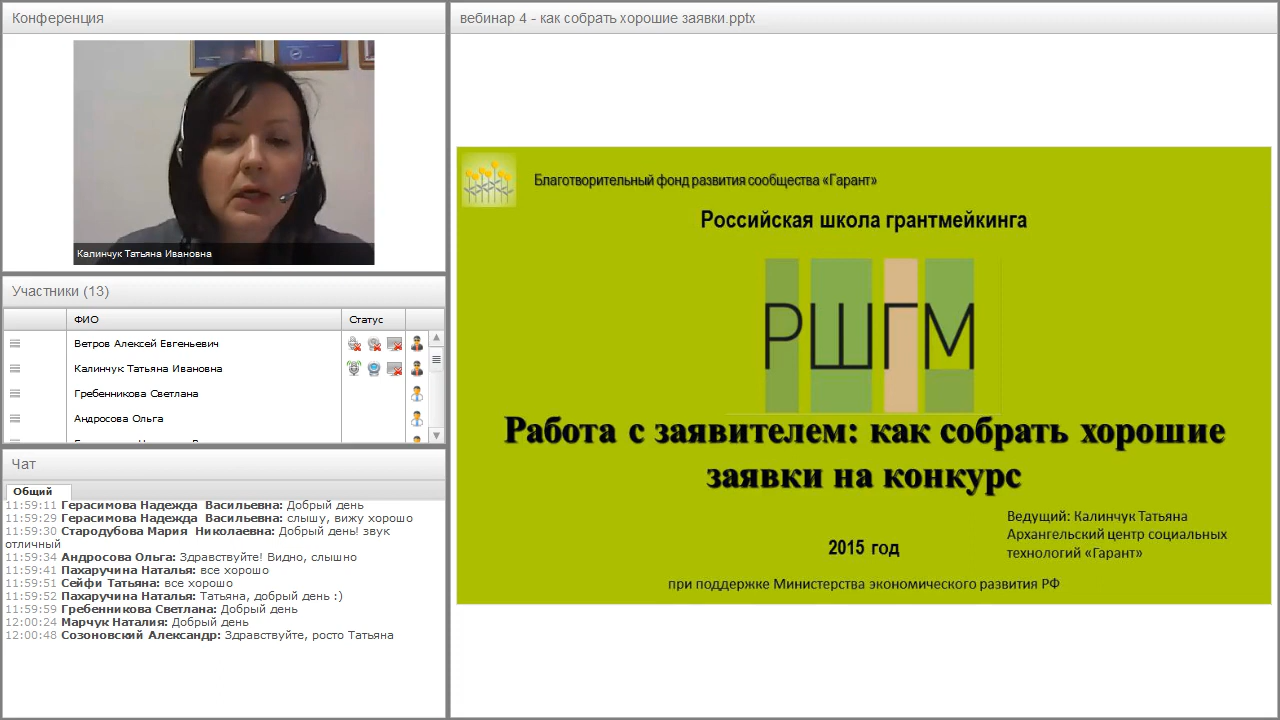 Конференция
Калинчук Татьяна Ивановна
Участники (13)
ФИО
Статус
Ветров Алексей Евгеньевич
Калинчук Татьяна Ивановна
Гребенникова Светлана
Андросова Ольга
Чат
Общий
11:59:11 Герасимова Надежда Васильевна: Добрый день
11:59:29 Герасимова Надежда Васильевна: слышу, вижу хорошо
11:59:30 Стародубова Мария Николаевна: Добрый день! звук
отличный
11:59:34 Андросова Ольга: Здравствуйте! Видно, слышно
11:59:41 Пахаручина Наталья: все хорошо
11:59:51 Сейфи Татьяна: все хорошо
11:59:52 Пахаручина Наталья: Татьяна, добрый день :)
11:59:59 Гребенникова Светлана: Добрый день
12:00:24 Марчук Наталия: Добрый день
12:00:48 Созоновский Александр: Здравствуйте, росто Татьяна
вебинар 4 - как собрать хорошие заявки.pptx
Благотворительный фонд развития сообщества «Гарант»
Российская школа грантмейкинга
РШГМ
Работа с заявителем: как собрать хорошие
заявки на конкурс
Ведущий: Калинчук Татьяна
Архангельский центр социальных
технологий «Гарант»
2015 год
при поддержке Министерства экономического развития РФ